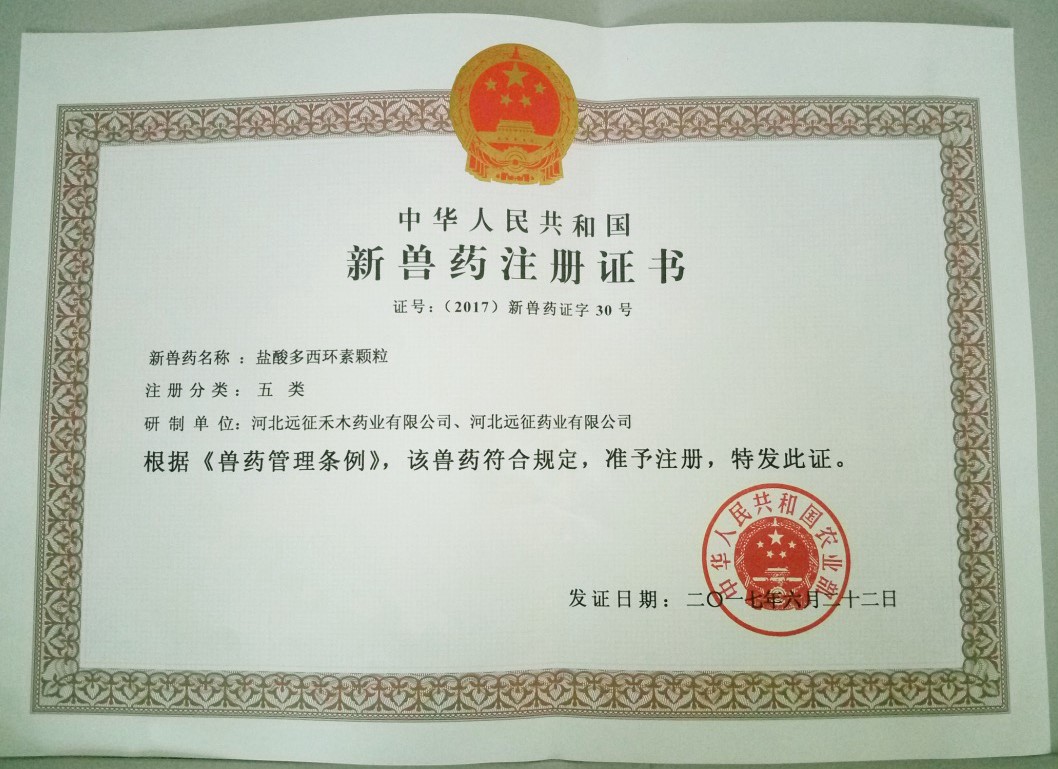 中华人民共和国
新兽药注册证书
证号：（2017）新兽药证字 30 号
新兽药名称 ：盐酸多西环素颗粒
注册分类： 五 类
研 制 单 位：河北远征禾木药业有限公司、河北远征药业有限公司
根据《兽药管理条例》，该兽药符合规定，准予注册，特发此证。
中华人民共和国农业部
发证日期：二〇一七年六月二十二日